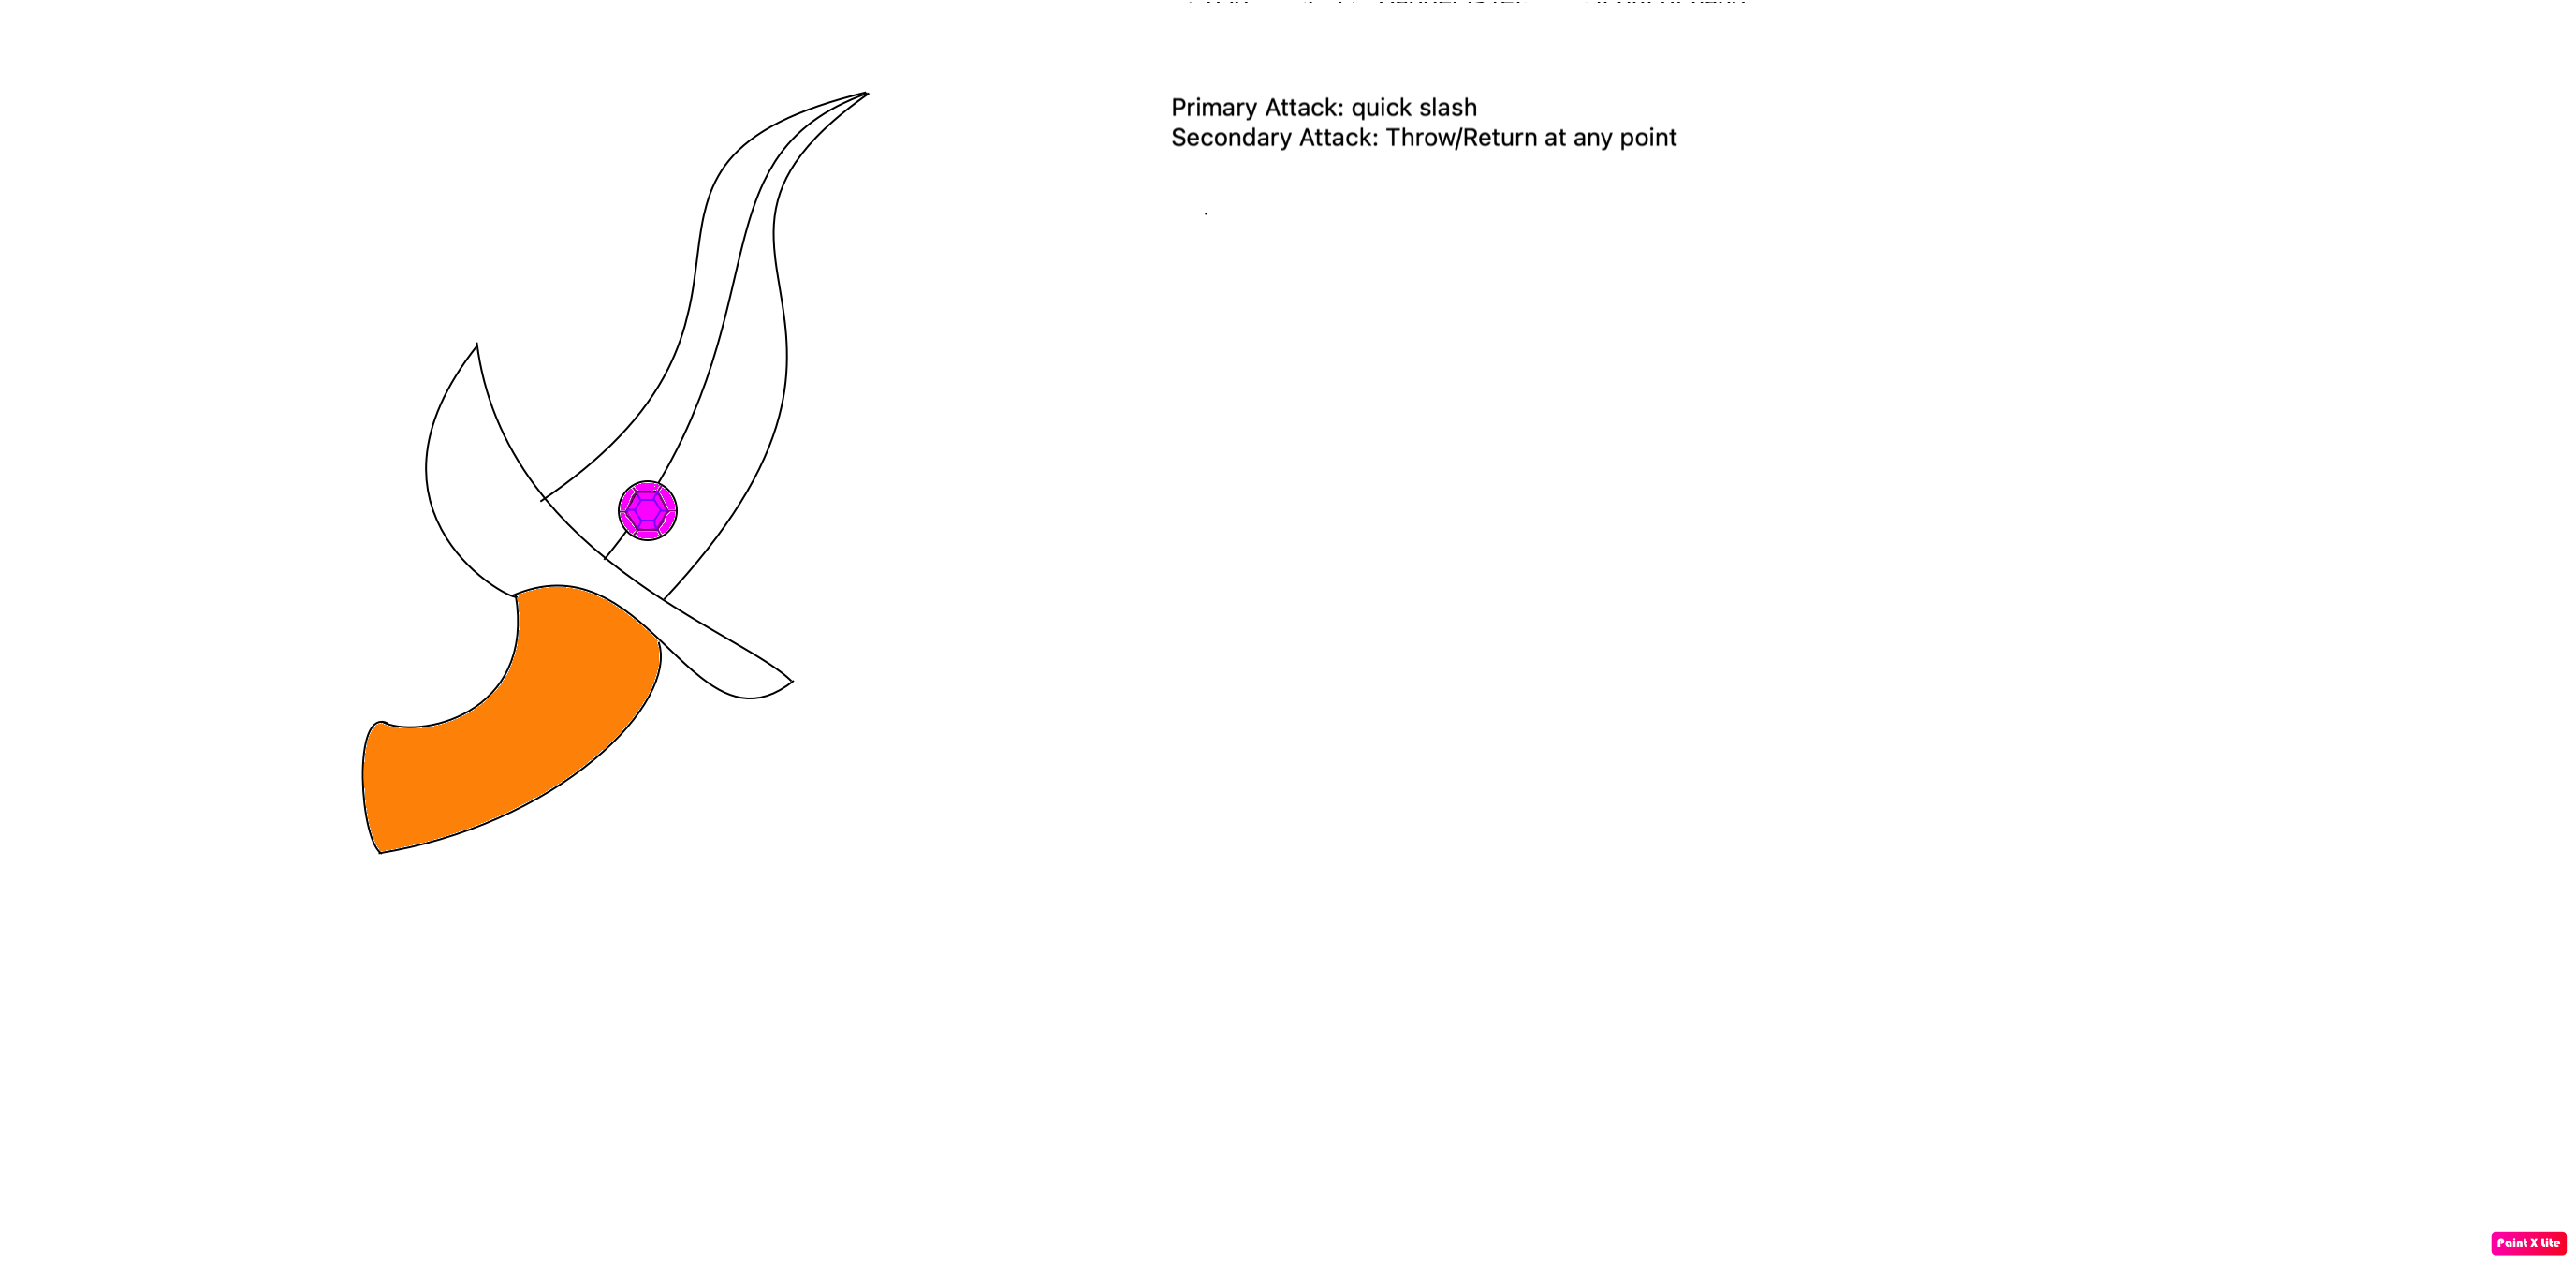 Primary Attack: quick slash
Secondary Attack: Throw/Return at any point
Paint X Lite